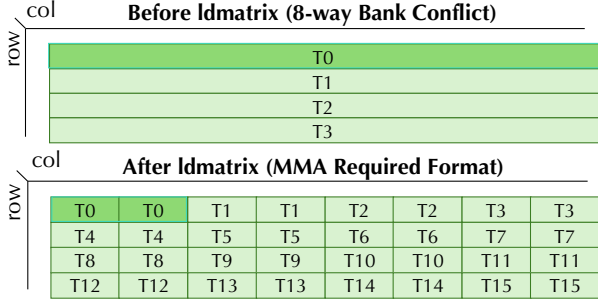 col Before ldmatrix (8-way Bank Conflict)
row
T0
T1
T2
T3
col After ldmatrix (MMA Required Format)
row
T0 T0 T1 T1 T2 T2 T3 T3
T4 T4 T5 T5 T6 T6 T7 T7
T8 T8 T9 T9 T10 T10 T11 T11
T12 T12 T13 T13 T14 T14 T15 T15